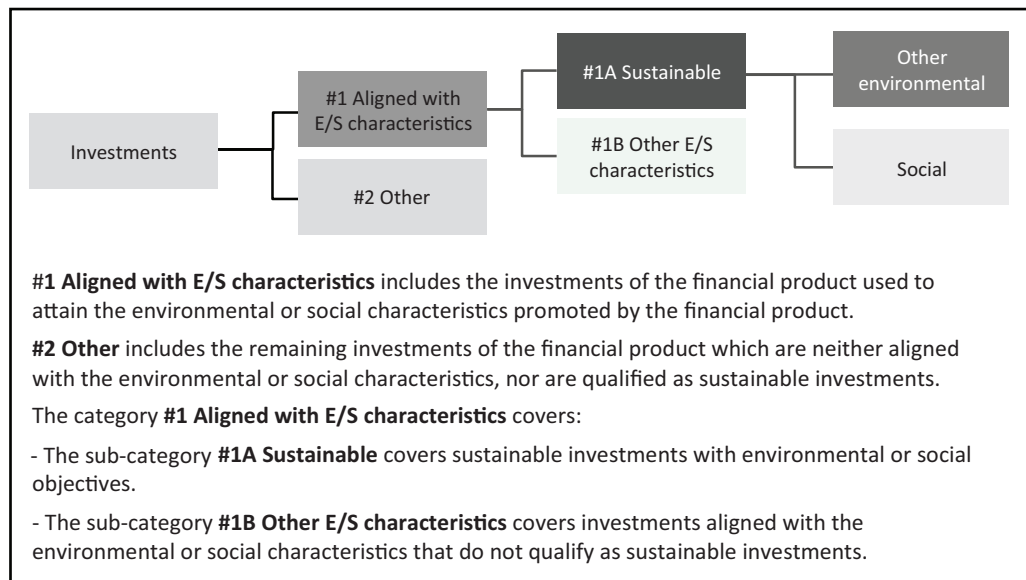 Investments
#1 Aligned with
E/S characteristics
#2 Other
#1A Sustainable
#1B Other E/S
characteristics
Other
environmental
Social
#1 Aligned with E/S characteristics includes the investments of the financial product used to
attain the environmental or social characteristics promoted by the financial product.
#2 Other includes the remaining investments of the financial product which are neither aligned
with the environmental or social characteristics, nor are qualified as sustainable investments.
The category #1 Aligned with E/S characteristics covers:
- The sub-category #1A Sustainable covers sustainable investments with environmental or social
objectives.
- The sub-category #1B Other E/S characteristics covers investments aligned with the
environmental or social characteristics that do not qualify as sustainable investments.